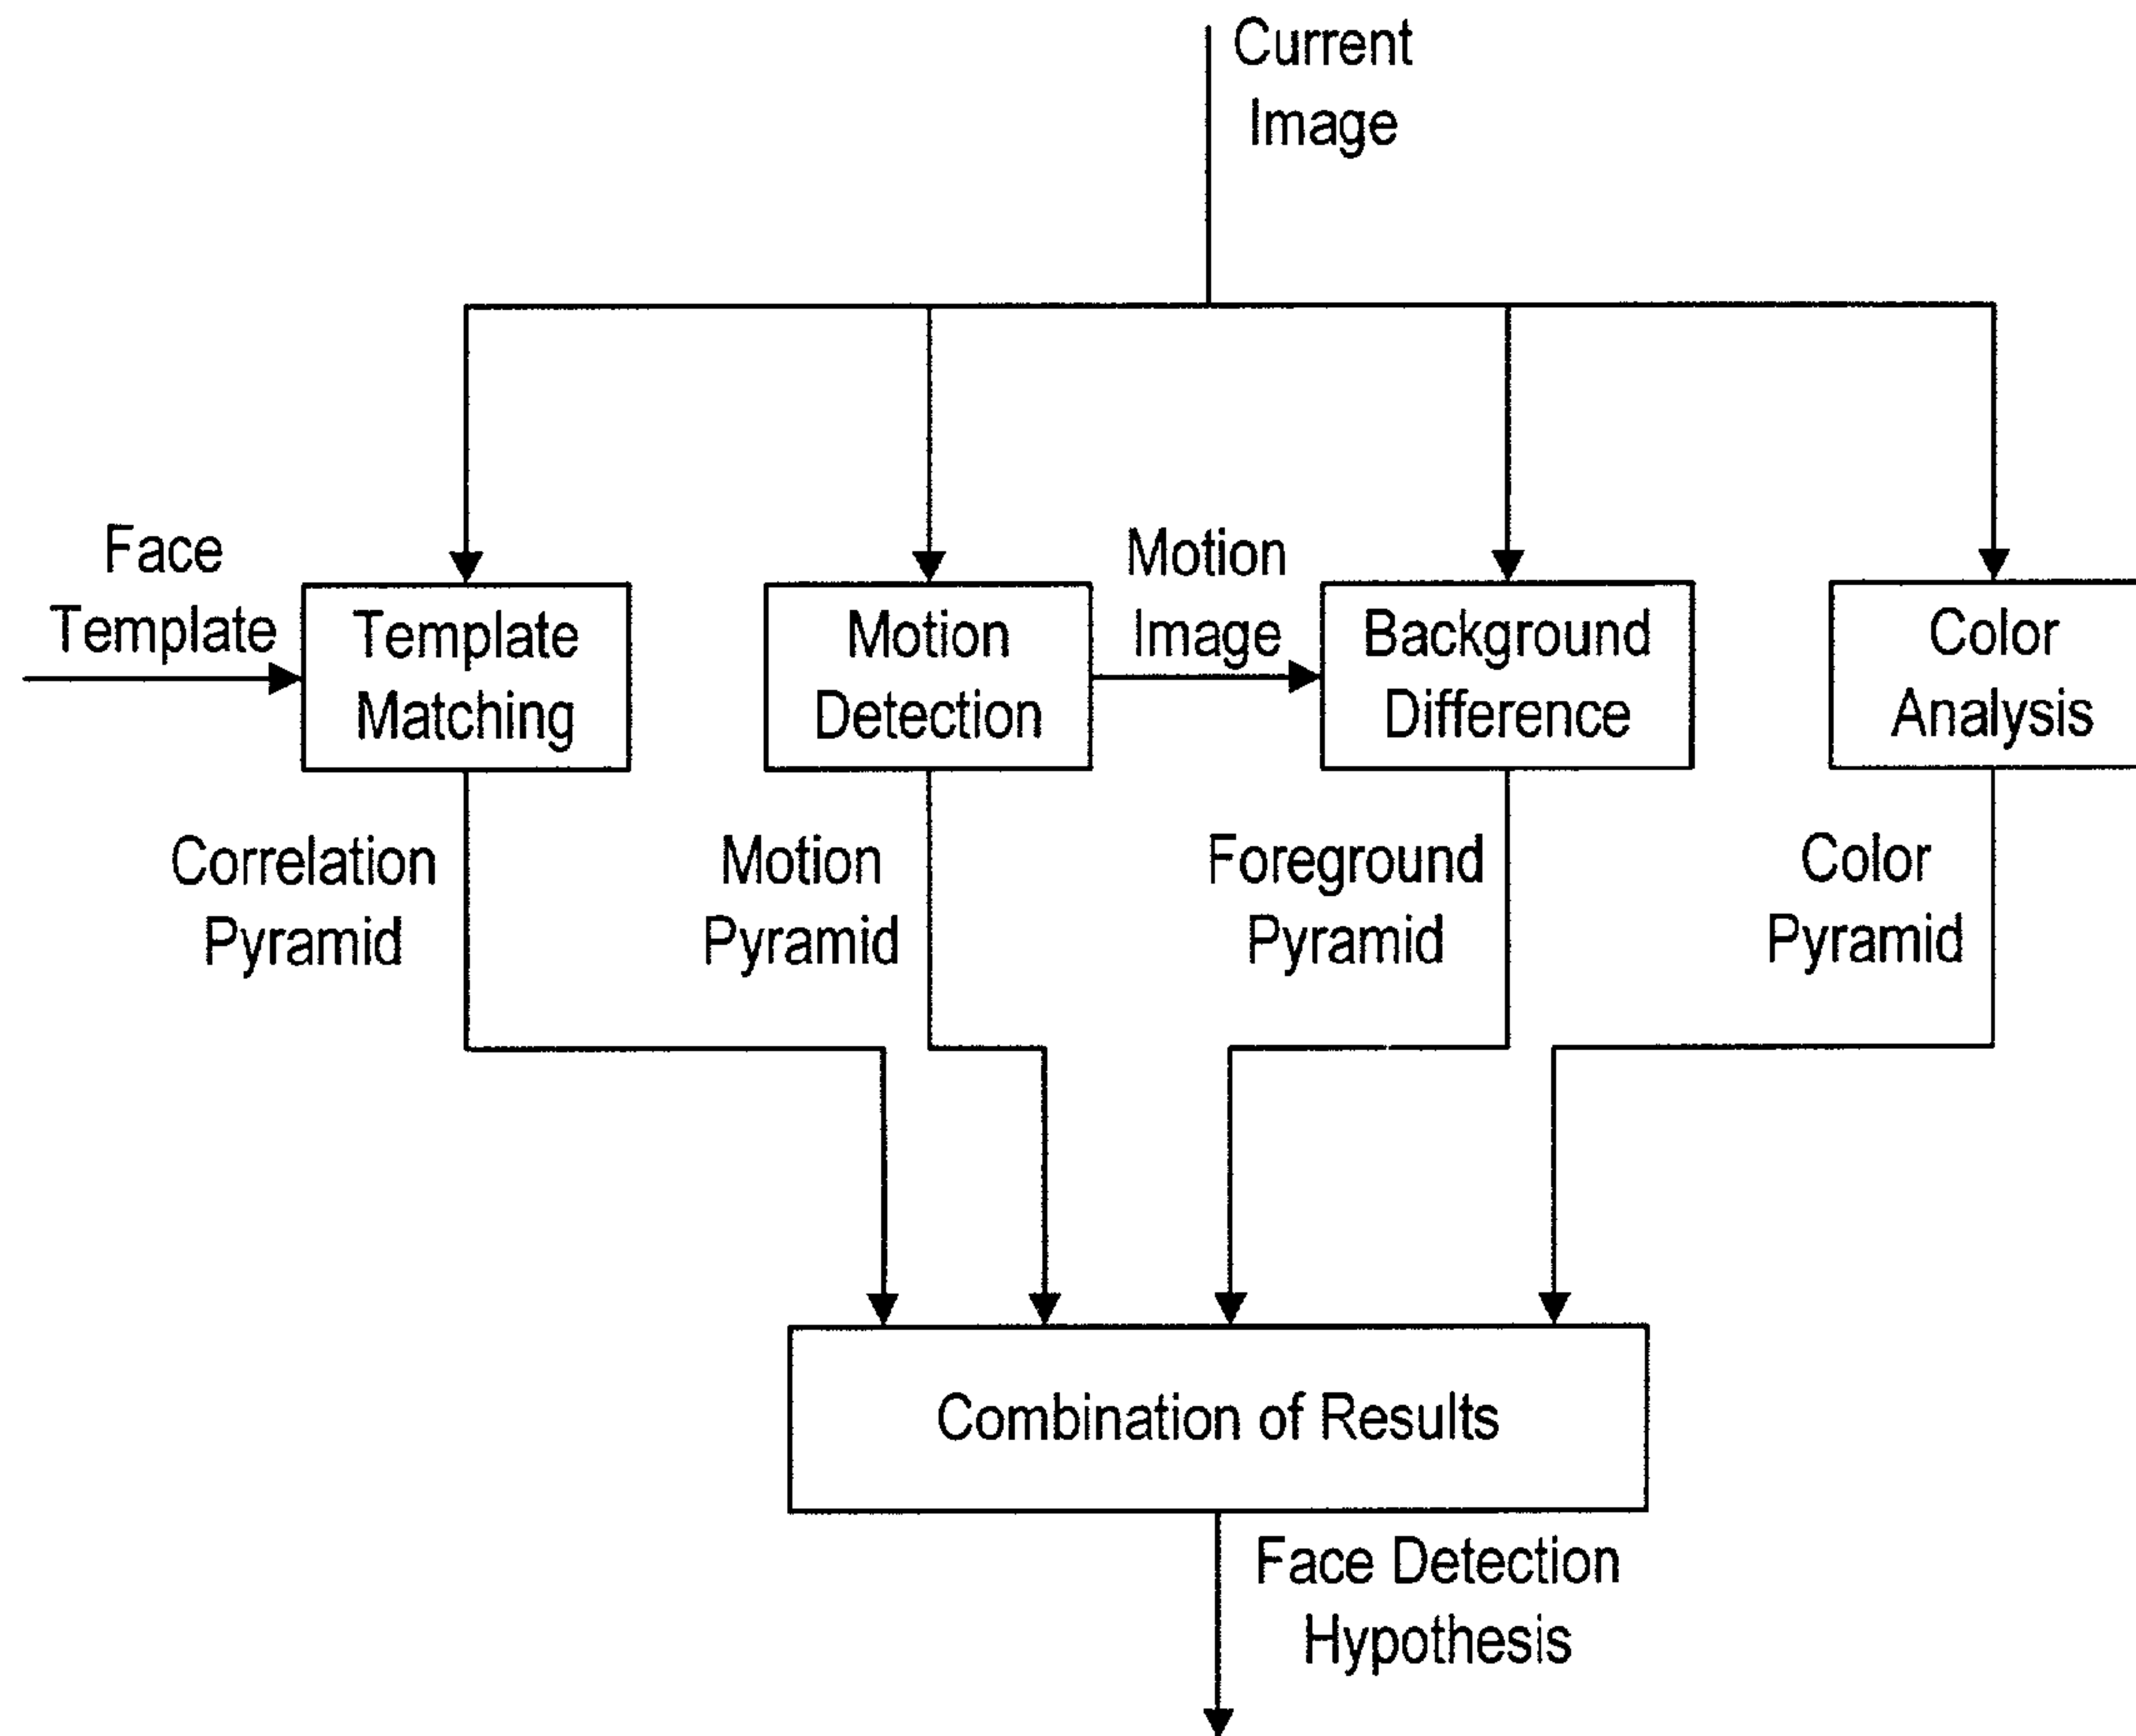 Current
Image
Face
Template
Template
Matching
Motion
Detection
Motion
Image
Background
Difference
Color
Analysis
Correlation
Pyramid
Motion
Pyramid
Foreground
Pyramid
Color
Pyramid
Combination of Results
Face Detection
Hypothesis